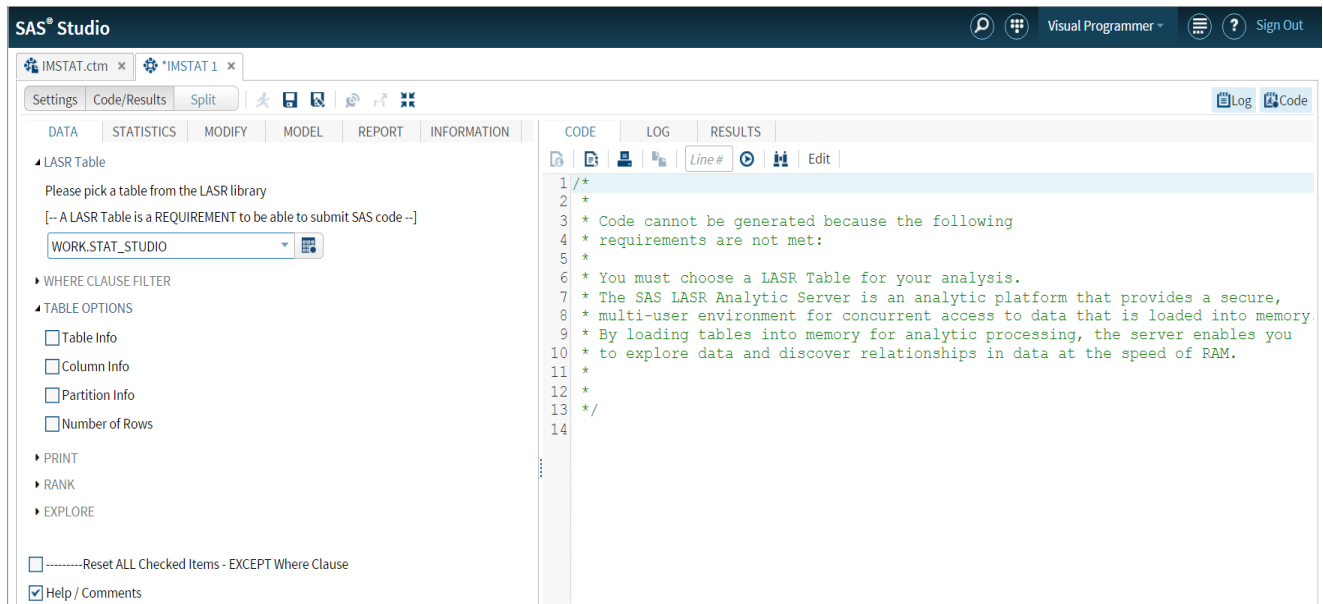 SAS® Studio
Visual Programmer
?
Sign Out
IMSTAT.ctm ×
*IMSTAT 1 ×
Settings Code/Results Split
Log Code
DATA STATISTICS MODIFY MODEL REPORT INFORMATION
LASR Table
Please pick a table from the LASR library
[-- A LASR Table is a REQUIREMENT to be able to submit SAS code --]
WORK.STAT_STUDIO
WHERE CLAUSE FILTER
TABLE OPTIONS
Table Info
Column Info
Partition Info
Number of Rows
PRINT
RANK
EXPLORE
---------Reset ALL Checked Items - EXCEPT Where Clause
Help / Comments
CODE LOG RESULTS
Line # Edit
1 /*
2 *
3 * Code cannot be generated because the following
4 * requirements are not met:
5 *
6 * You must choose a LASR Table for your analysis.
7 * The SAS LASR Analytic Server is an analytic platform that provides a secure,
8 * multi-user environment for concurrent access to data that is loaded into memory.
9 * By loading tables into memory for analytic processing, the server enables you
10 * to explore data and discover relationships in data at the speed of RAM.
11 *
12 *
13 */
14